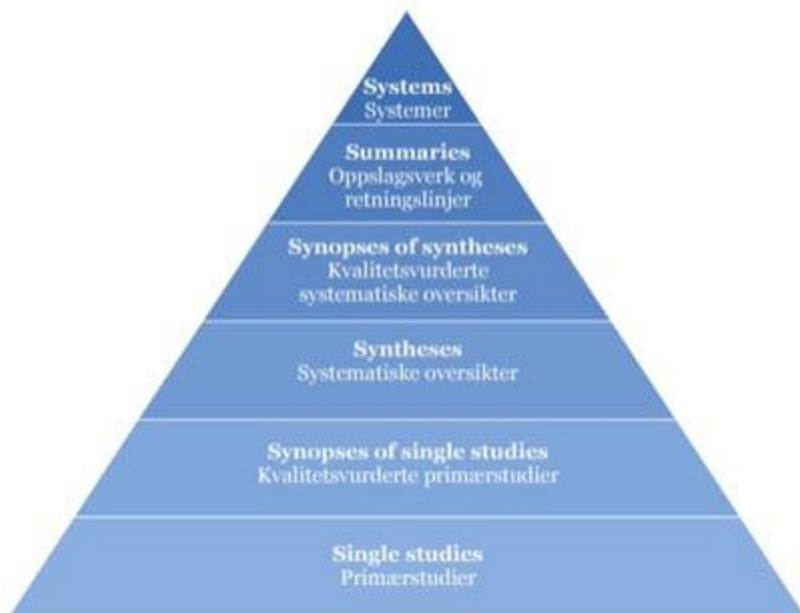 Systems
Systemer
Summaries
Oppslagsverk og
retningslinjer
Synopses of syntheses
Kvalitetsvurderte
systematiske oversikter
Syntheses
Systematiske oversikter
Synopses of single studies
Kvalitetsvurderte primærstudier
Single studies
Primærstudier